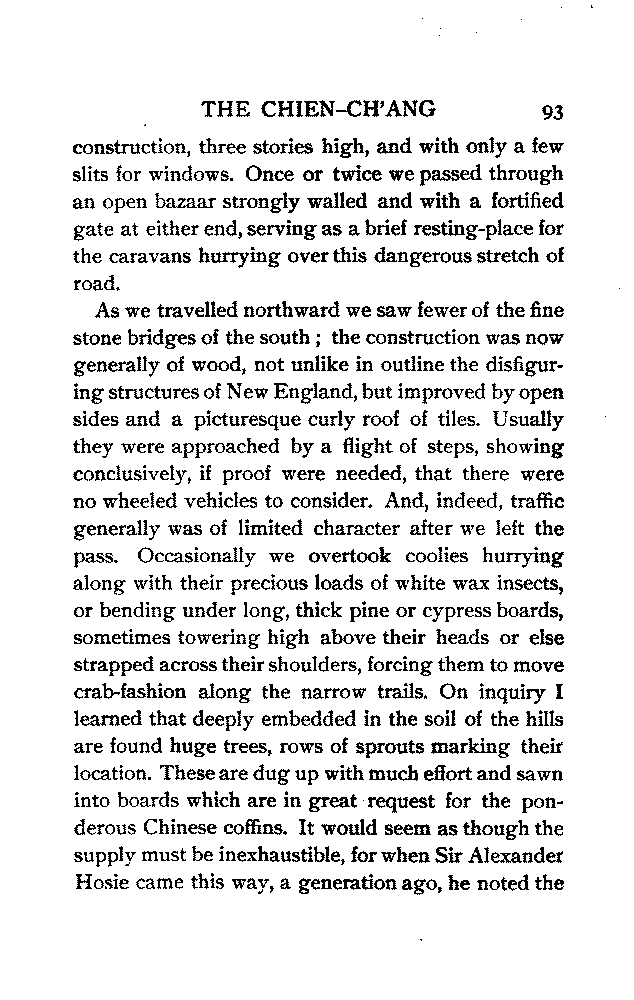 THE CHIEN–CH'ANG 93
construction, three stories high, and with only a few
slits for windows. Once or twice we passed through
an open bazaar strongly walled and with a fortified
gate at either end, serving as a brief resting-place for
the caravans hurrying over this dangerous stretch of
road.
As we travelled northward we saw fewer of the fine
stone bridges of the south ; the construction was now
generally of wood, not unlike in outline the disfigur-
ing structures of New England, but improved by open
sides and a picturesque curly roof of tiles. Usually
they were approached by a flight of steps, showing
conclusively, if proof were needed, that there were
no wheeled vehicles to consider. And, indeed, traffic
generally was of limited character after we left the
pass. Occasionally we overtook coolies hurrying
along with their precious loads of white wax insects,
or bending under long, thick pine or cypress boards,
sometimes towering high above their heads or else
strapped across their shoulders, forcing them to move
crab-fashion along the narrow trails. On inquiry I
learned that deeply embedded in the soil of the hills
are found huge trees, rows of sprouts marking their
location. These are dug up with much effort and sawn
into boards which are in great request for the pon-
derous Chinese coffins. It would seem as though the
supply must be inexhaustible, for when Sir Alexander
Hosie came this way, a generation ago, he noted the